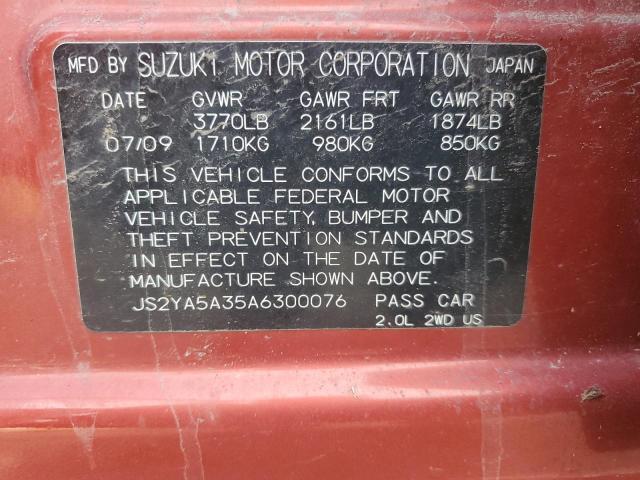 MFD BY SUZUKI MOTOR CORPORATION JAPAN
DATE GVWR GAWR FRT GAWR RR
3770LB 2161LB 1874LB
07/09 1710KG 980KG 850KG
THIS VEHICLE CONFORMS TO ALL
APPLICABLE FEDERAL MOTOR
VEHICLE SAFETY, BUMPER AND
THEFT PREVENTION STANDARDS
IN EFFECT ON THE DATE OF
MANUFACTURE SHOWN ABOVE.
JS2YA5A35A6300076 PASS CAR
2.0L 2WD US